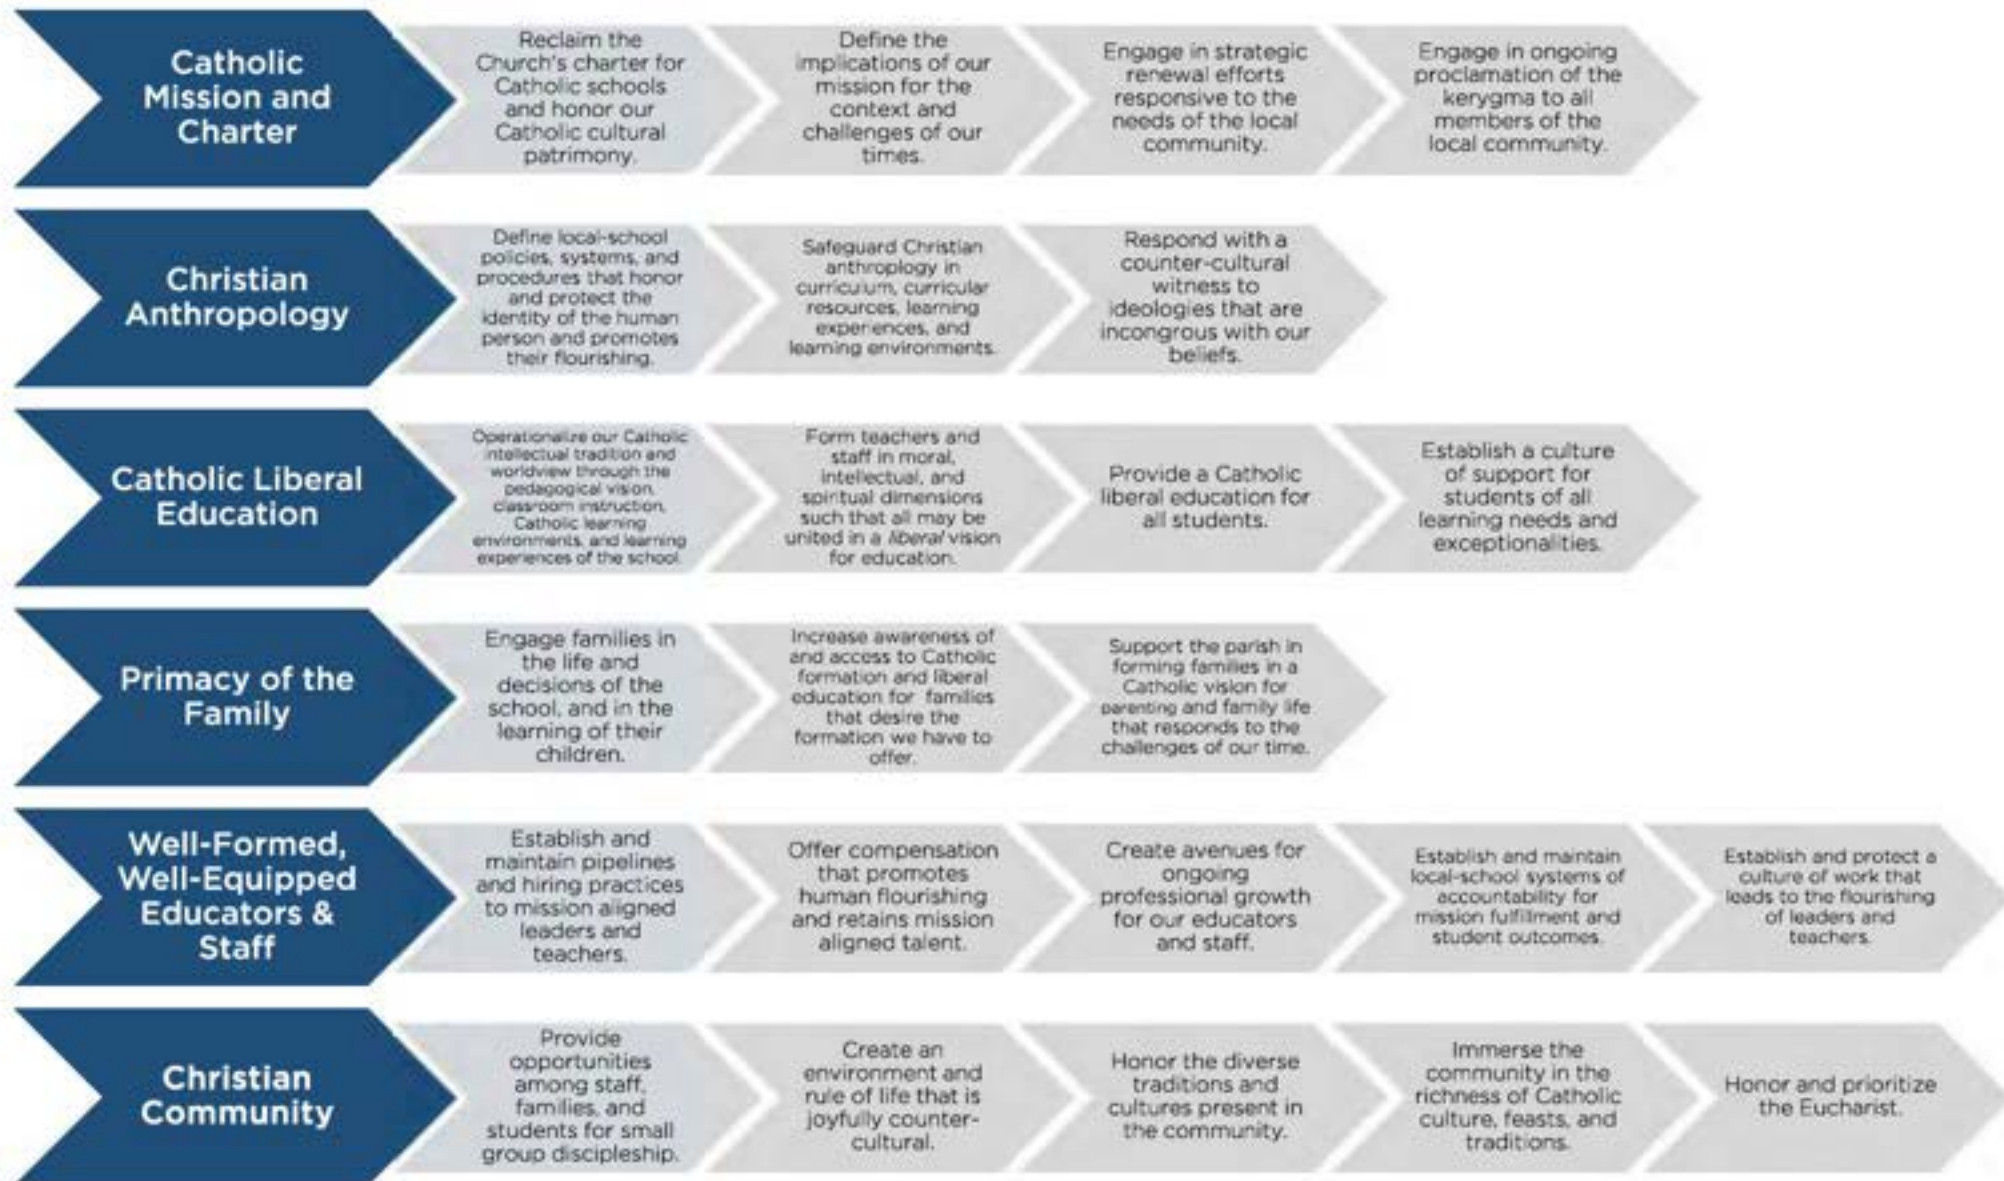 Catholic
Mission and
Charter
Reclaim the
Church's charter for
Catholic schools
and honor our
Catholic cultural
patrimony.
Define the
implications of our
mission for the
context and
challenges of our
times.
Engage in strategic
renewal efforts
responsive to the
needs of the local
community.
Engage in ongoing
proclamation of the
kerygma to all
members of the
local community.
Christian
Anthropology
Define local-school
policies, systems, and
procedures that honor
and protect the
identity of the human
person and promotes
their flourishing.
Safeguard Christian
anthroplogy in
curriculum, curricular
resources, learning
experiences, and
learning environments.
Respond with a
counter-cultural
witness to
ideologies that are
incongrous with our
beliefs.
Catholic Liberal
Education
Operationalize our Catholic
intellectual tradition and
worldview through the
pedagogical vision,
classroom instruction,
Catholic learning
environments, and learning
experiences of the school.
Form teachers and
staff in moral,
intellectual, and
spiritual dimensions
such that all may be
united in a liberal vision
for education.
Provide a Catholic
liberal education for
all students.
Establish a culture
of support for
students of all
learning needs and
exceptionalities.
Primacy of the
Family
Engage families in
the life and
decisions of the
school, and in the
learning of their
children.
Increase awareness of
and access to Catholic
formation and liberal
education for families
that desire the
formation we have to
offer.
Support the parish in
forming families in a
Catholic vision for
parenting and family life
that responds to the
challenges of our time.
Well-Formed,
Well-Equipped
Educators &
Staff
Establish and
maintain pipelines
and hiring practices
to mission aligned
leaders and
teachers.
Offer compensation
that promotes
human flourishing
and retains mission
aligned talent.
Create avenues for
ongoing
professional growth
for our educators
and staff.
Establish and maintain
local-school systems of
accountability for
mission fulfillment and
student outcomes.
Establish and protect a
culture of work that
leads to the flourishing
of leaders and
teachers.
Christian
Community
Provide
opportunities
among staff,
families, and
students for small
group discipleship.
Create an
environment and
rule of life that is
joyfully counter-
cultural.
Honor the diverse
traditions and
cultures present in
the community.
Immerse the
community in the
richness of Catholic
culture, feasts, and
traditions.
Honor and prioritize
the Eucharist.